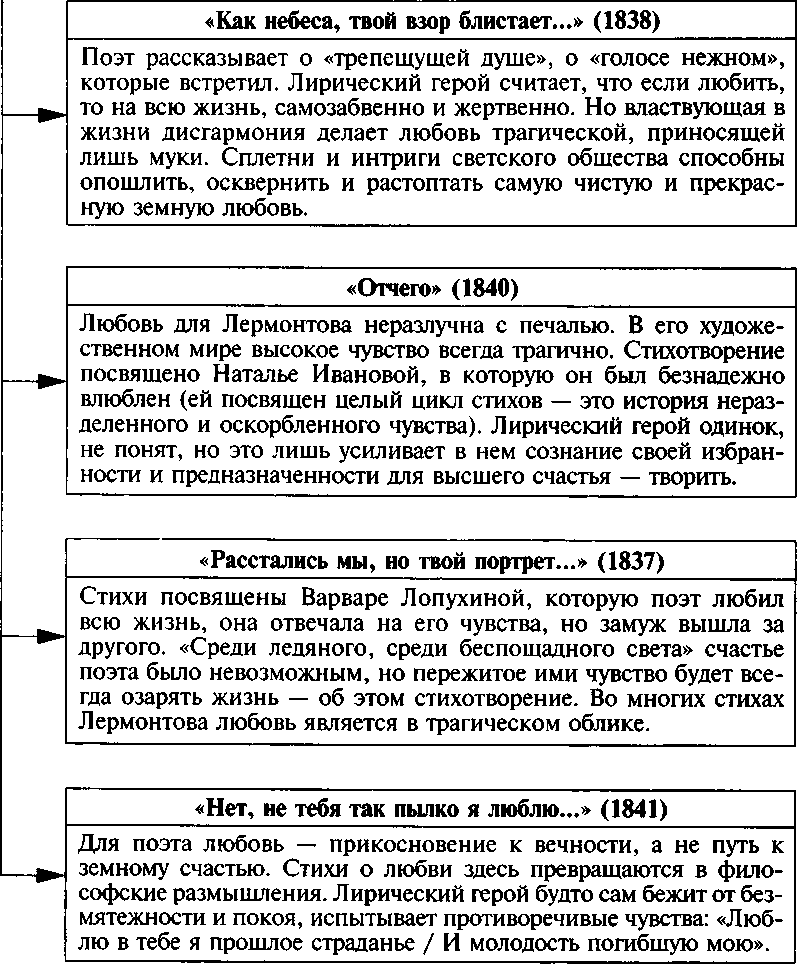 «Как небеса, твой взор блистает...» (1838)
Поэт рассказывает о «трепещущей душе», о «голосе нежном»,
которые встретил. Лирический герой считает, что если любить,
то на всю жизнь, самозабвенно и жертвенно. Но властвующая в
жизни дисгармония делает любовь трагической, приносящей
лишь муки. Сплетни и интриги светского общества способны
опошлить, осквернить и растоптать самую чистую и прекрас-
ную земную любовь.
«Отчего» (1840)
Любовь для Лермонтова неразлучна с печалью. В его художе-
ственном мире высокое чувство всегда трагично. Стихотворение
посвящено Наталье Ивановой, в которую он был безнадежно
влюблен (ей посвящен целый цикл стихов — это история нераз-
деленного и оскорбленного чувства). Лирический герой одинок,
не понят, но это лишь усиливает в нем сознание своей избран-
ности и предназначенности для высшего счастья — творить.
«Расстались мы, но твой портрет...» (1837)
Стихи посвящены Варваре Лопухиной, которую поэт любил
всю жизнь, она отвечала на его чувства, но замуж вышла за
другого. «Среди ледяного, среди беспощадного света» счастье
поэта было невозможным, но пережитое ими чувство будет все-
гда озарять жизнь — об этом стихотворение. Во многих стихах
Лермонтова любовь является в трагическом облике.
«Нет, не тебя так пылко я люблю...» (1841)
Для поэта любовь — прикосновение к вечности, а не путь к
земному счастью. Стихи о любви здесь превращаются в фило-
софские размышления. Лирический герой будто сам бежит от без-
мятежности и покоя, испытывает противоречивые чувства: «Люб-
лю в тебе я прошлое страданье / И молодость погибшую мою».